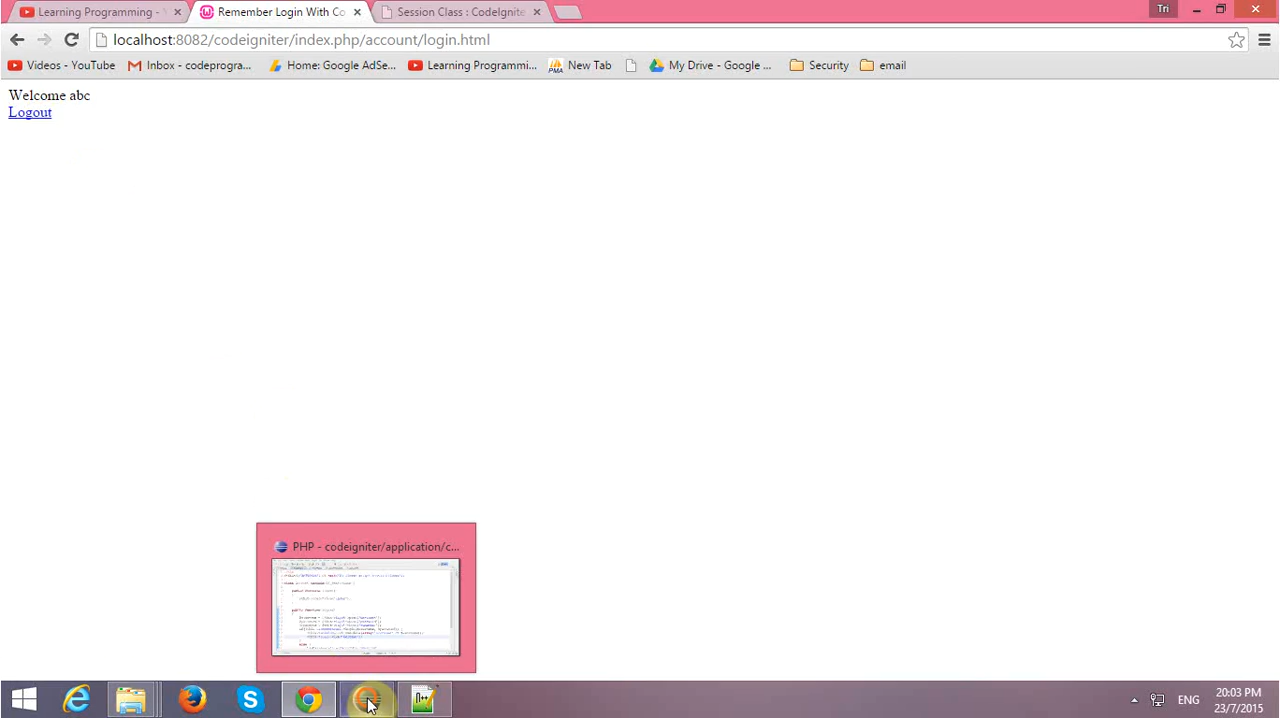 Learning Programming - Y
Remember Login With Co
Session Class : CodeIgnite
Tri
localhost:8082/codeigniter/index.php/account/login.html
Videos - YouTube
Inbox - codeprogra...
Home: Google AdSe...
Learning Programmi...
New Tab
My Drive - Google ...
Security
email
Welcome abc
Logout
PHP - codeigniter/application/c...
ENG
20:03 PM
23/7/2015